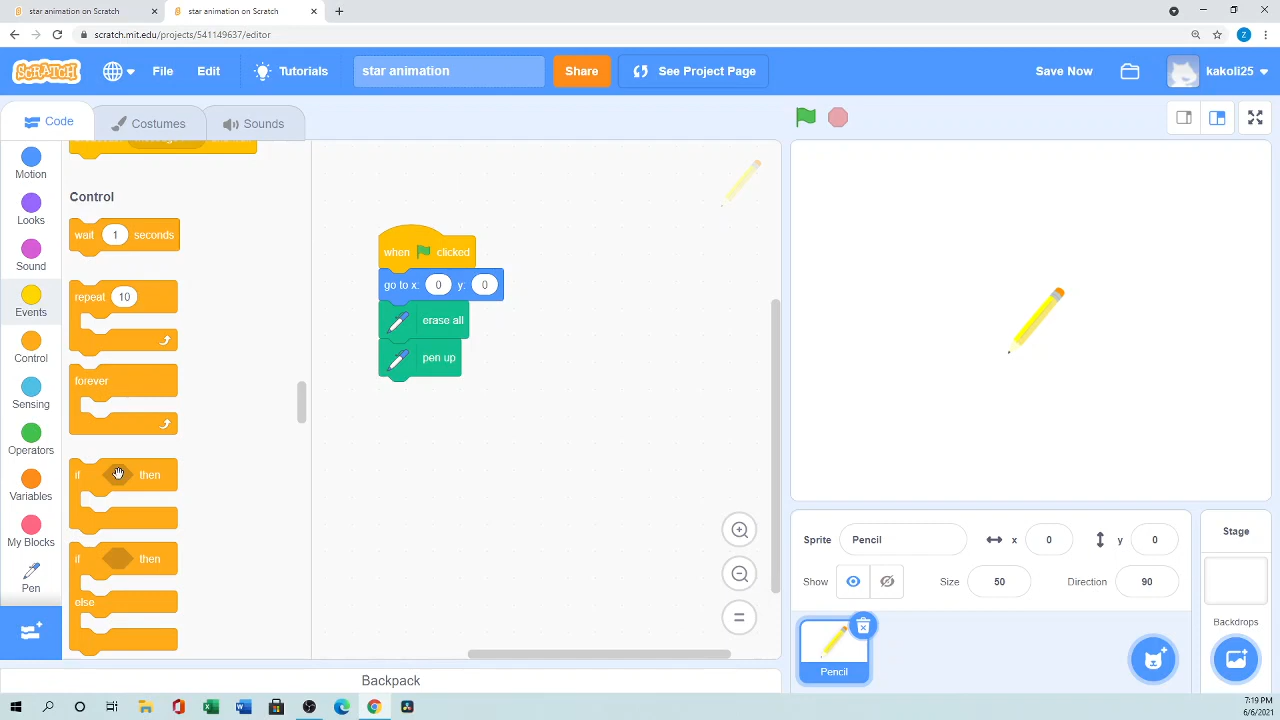 star animation on Scratch
star animation on Scratch
scratch.mit.edu/projects/541149637/editor
Z
SCRATCH
File
Edit
Tutorials
star animation
Share
See Project Page
Save Now
kakoli25
Code
Costumes
Sounds
Motion
Looks
Sound
Events
Control
Sensing
Operators
Variables
My Blocks
Pen
Control
wait 1 seconds
repeat 10
forever
if then
if then
else
when clicked
go to x: 0 y: 0
erase all
pen up
Sprite Pencil x 0 y 0
Show Size 50 Direction 90
Pencil
Stage
Backdrops
Backpack
7:19 PM
6/6/2021